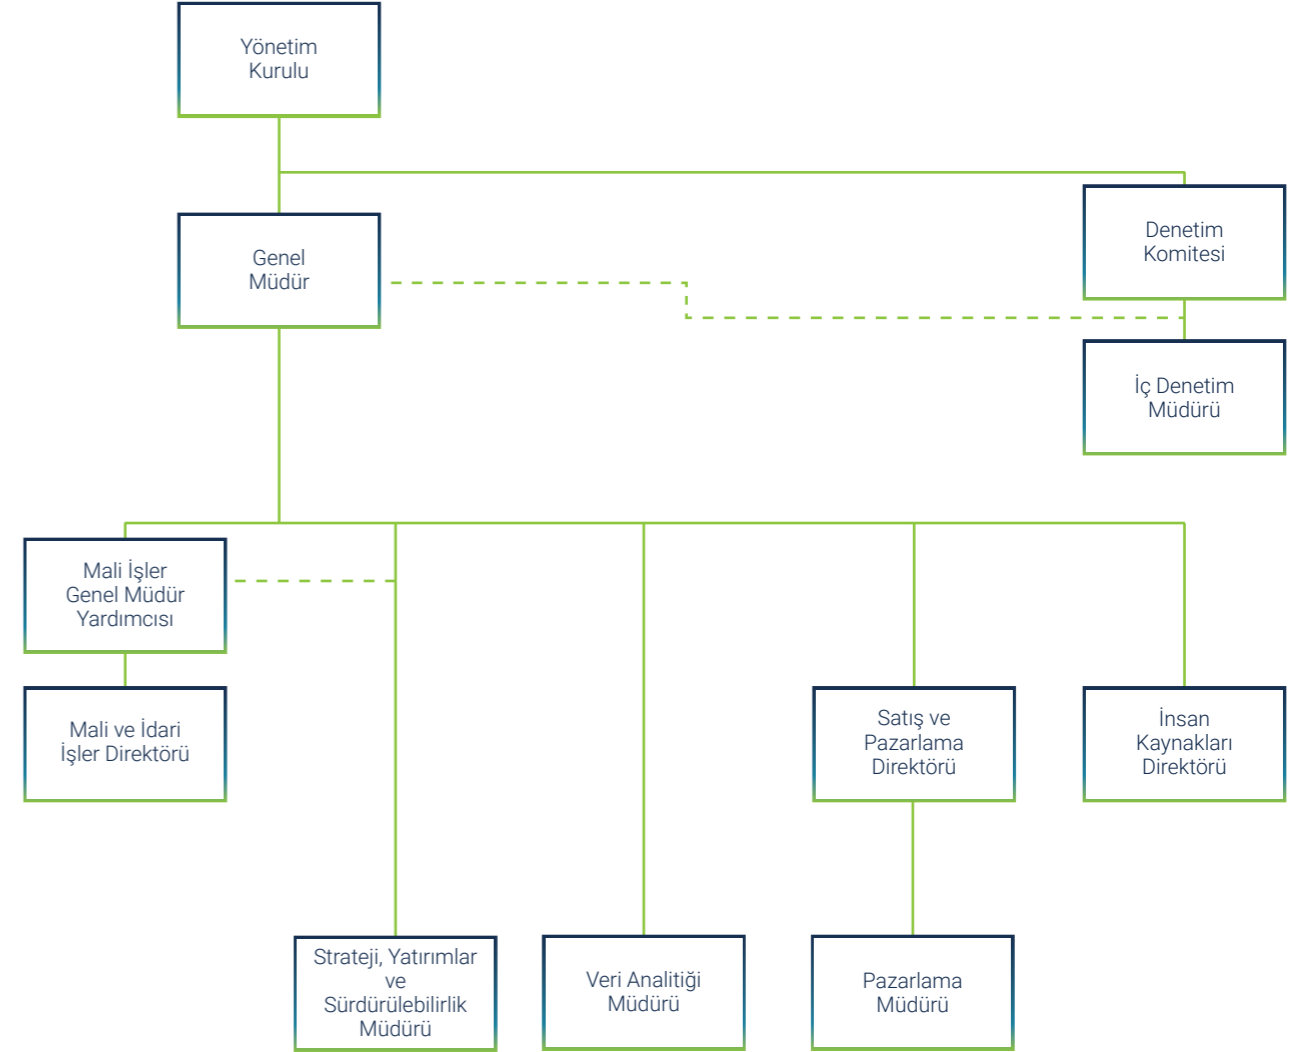 Yönetim
Kurulu
Genel
Müdür
Denetim
Komitesi
İç Denetim
Müdürü
Mali İşler
Genel Müdür
Yardımcısı
Mali ve İdari
İşler Direktörü
Satış ve
Pazarlama
Direktörü
İnsan
Kaynakları
Direktörü
Strateji, Yatırımlar
ve
Sürdürülebilirlik
Müdürü
Veri Analitiği
Müdürü
Pazarlama
Müdürü